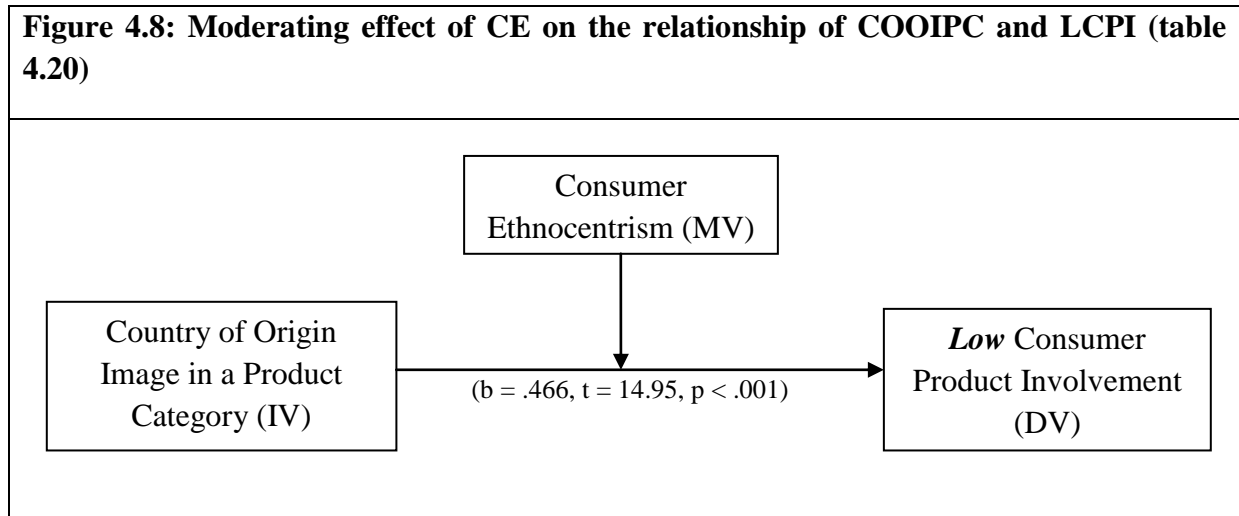 Figure 4.8: Moderating effect of CE on the relationship of COOIPC and LCPI (table
4.20)
Consumer
Ethnocentrism (MV)
Country of Origin
Image in a Product
Category (IV)
(b = .466, t = 14.95, p < .001)
Low Consumer
Product Involvement
(DV)